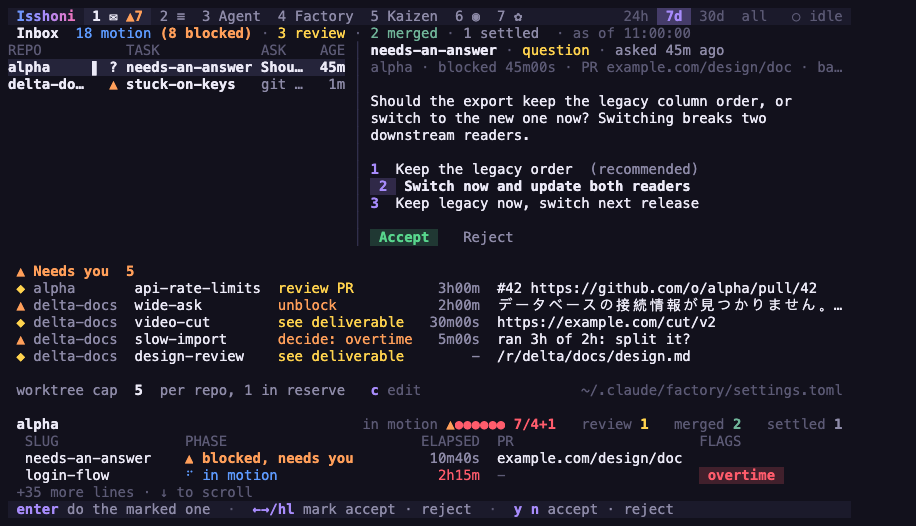 Isshoni 1 ✉ ▲7 2 ≡ 3 Agent 4 Factory 5 Kaizen 6 ◉ 7 ✿ 24h 7d 30d all ○ idle
Inbox 18 motion (8 blocked) · 3 review · 2 merged · 1 settled · as of 11:00:00
REPO TASK ASK AGE
alpha ? needs-an-answer Shou… 45m
delta-do… ▲ stuck-on-keys git … 1m
needs-an-answer · question · asked 45m ago
alpha · blocked 45m00s · PR example.com/design/doc · ba…
Should the export keep the legacy column order, or
switch to the new one now? Switching breaks two
downstream readers.
1 Keep the legacy order (recommended)
2 Switch now and update both readers
3 Keep legacy now, switch next release
Accept Reject
▲ Needs you 5
◆ alpha api-rate-limits review PR 3h00m #42 https://github.com/o/alpha/pull/42
▲ delta-docs wide-ask unblock 2h00m データベースの接続情報が見つかりません。…
◆ delta-docs video-cut see deliverable 30m00s https://example.com/cut/v2
▲ delta-docs slow-import decide: overtime 5m00s ran 3h of 2h: split it?
◆ delta-docs design-review see deliverable – /r/delta/docs/design.md
worktree cap 5 per repo, 1 in reserve c edit ~/.claude/factory/settings.toml
alpha in motion ▲●●●●●● 7/4+1 review 1 merged 2 settled 1
SLUG PHASE ELAPSED PR FLAGS
needs-an-answer ▲ blocked, needs you 10m40s example.com/design/doc
login-flow in motion 2h15m – overtime
+35 more lines · ↓ to scroll
enter do the marked one · ←→/hl mark accept · reject · y n accept · reject